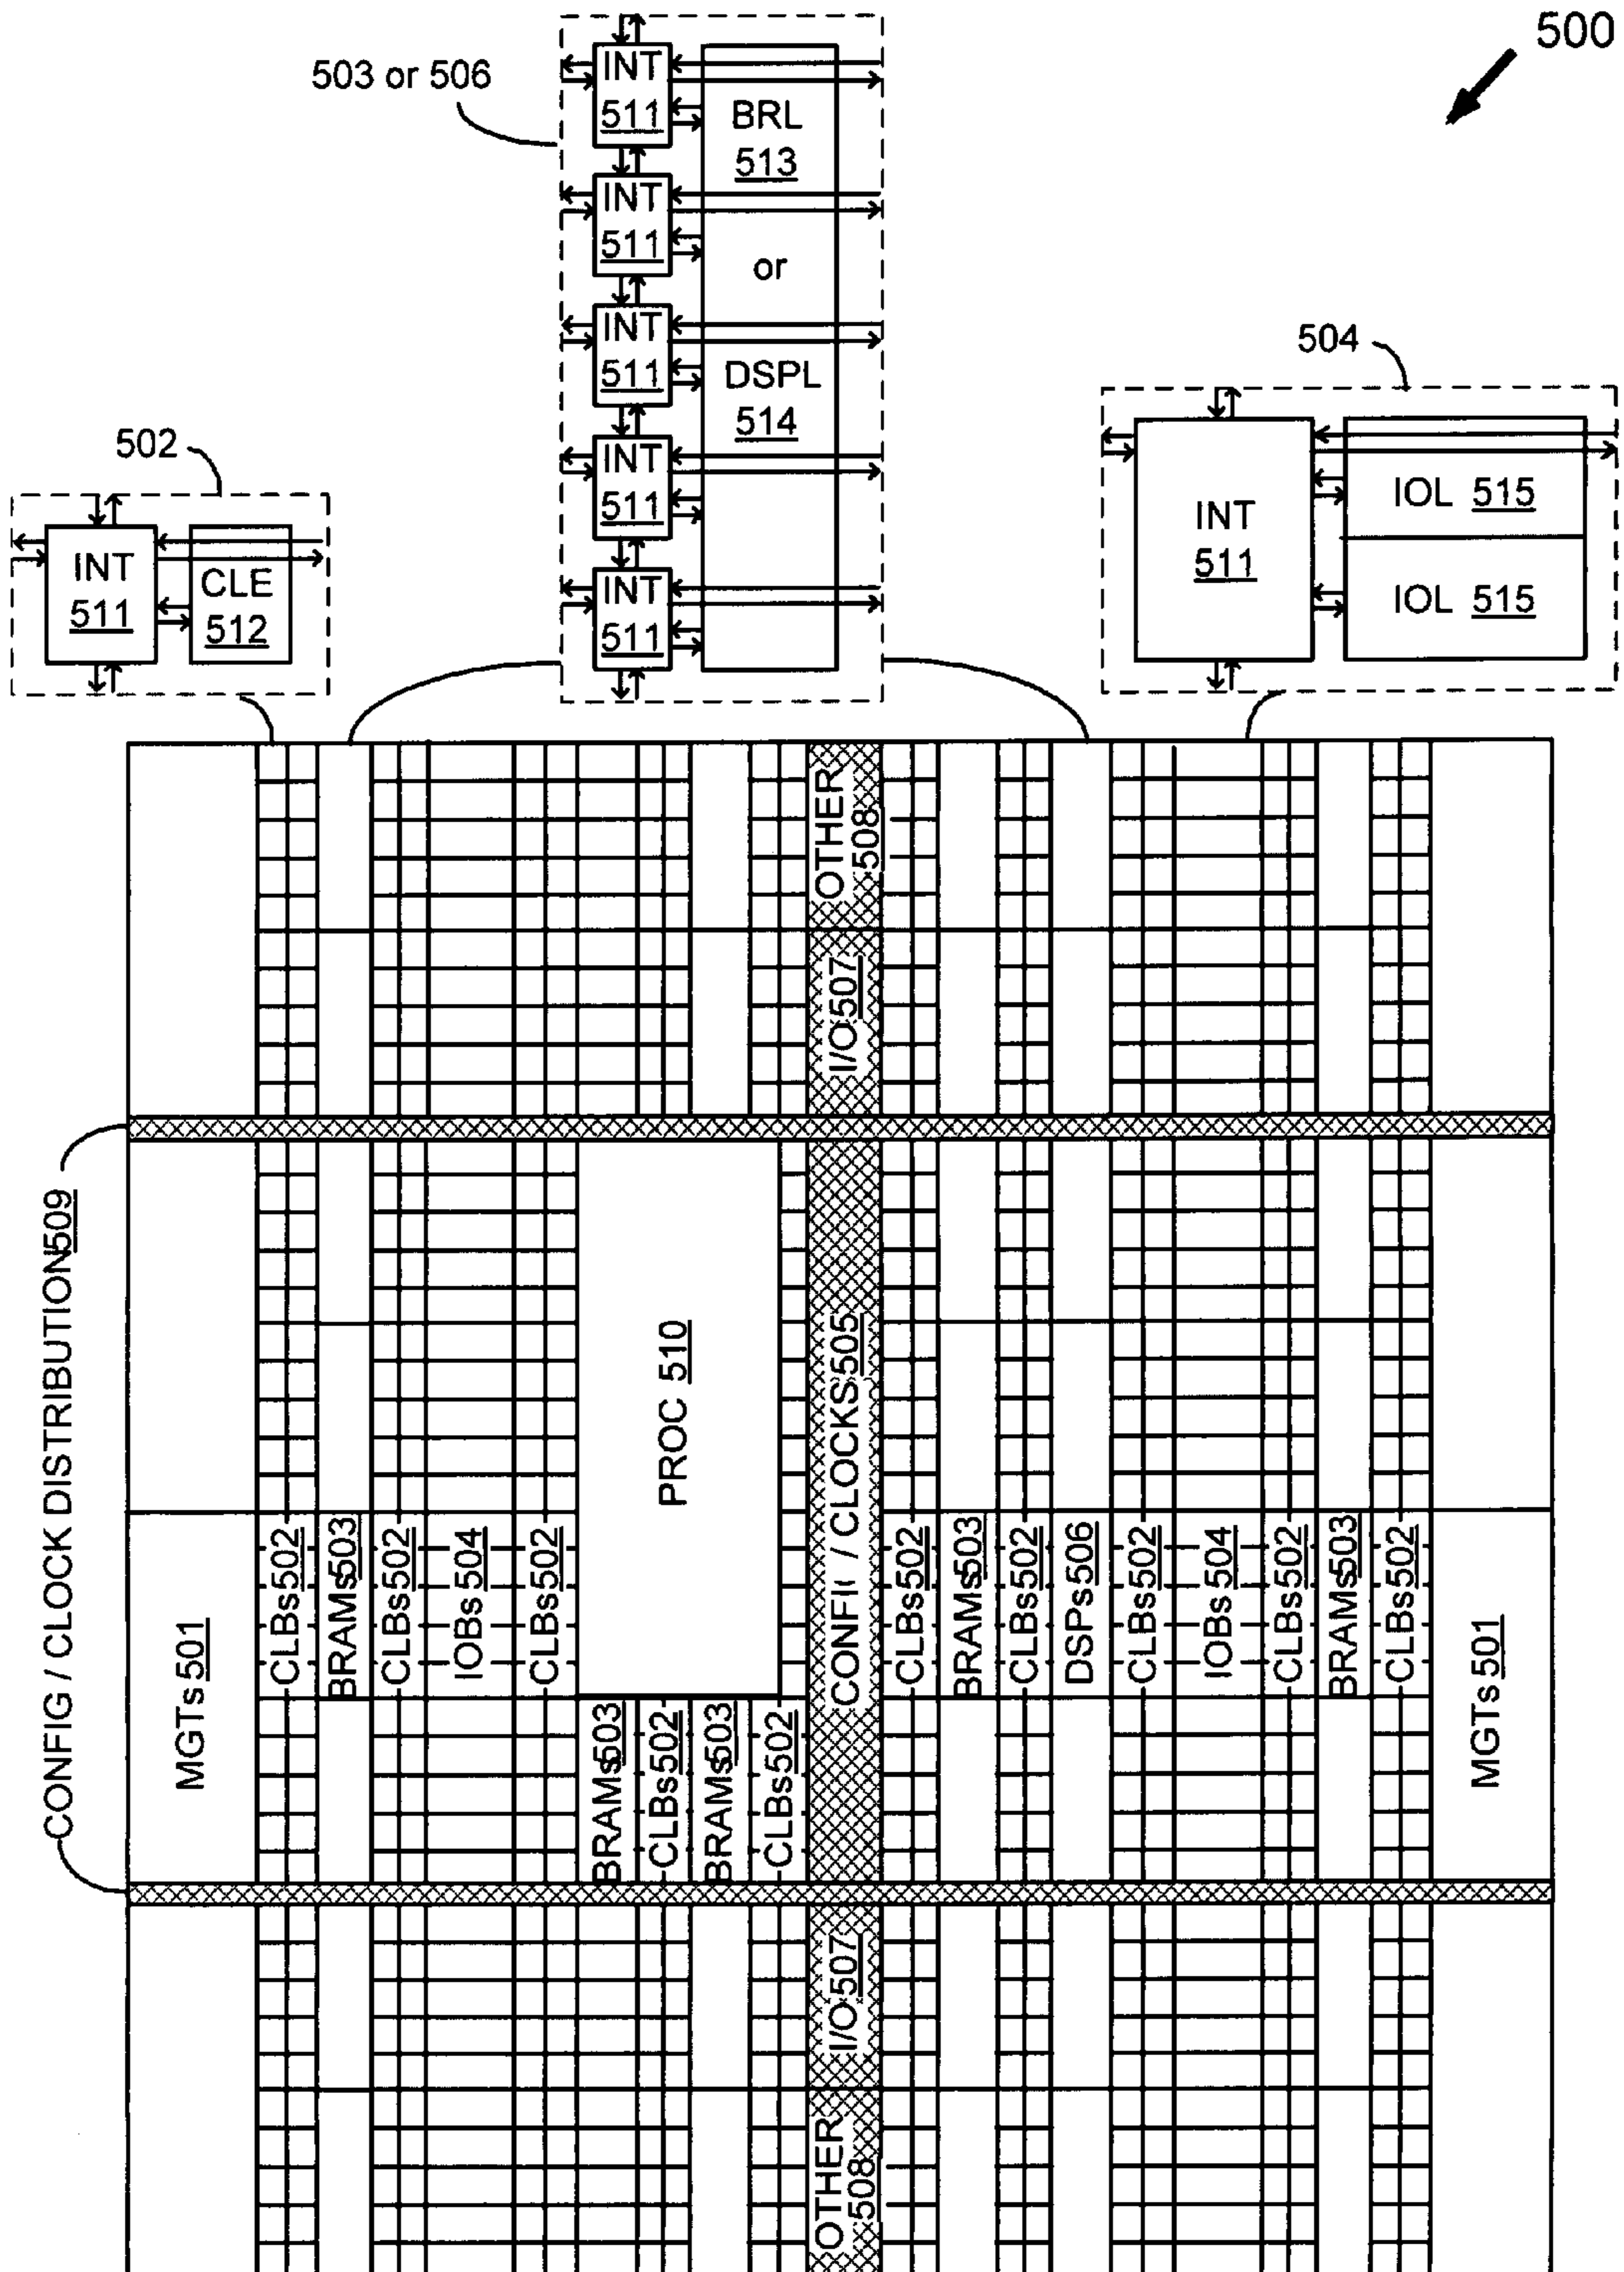 500
503 or 506
INT
511
INT
511
INT
511
INT
511
INT
511
BRL
513
or
DSPL
514
504
INT
511
IOL 515
IOL 515
502
INT
511
CLE
512
OTHER
508
I/O 507
CONFIG / CLOCK DISTRIBUTION 509
PROC 510
/ CLOCKS 505
MGTs 501
CLBs 502
BRAMs 503
CLBs 502
IOBs 504
CLBs 502
BRAMs 503
CLBs 502
BRAMs 503
CLBs 502
CLBs 502
BRAMs 503
CLBs 502
DSPs 506
CLBs 502
IOBs 504
CLBs 502
BRAMs 503
CLBs 502
MGTs 501
I/O 507
OTHER
508